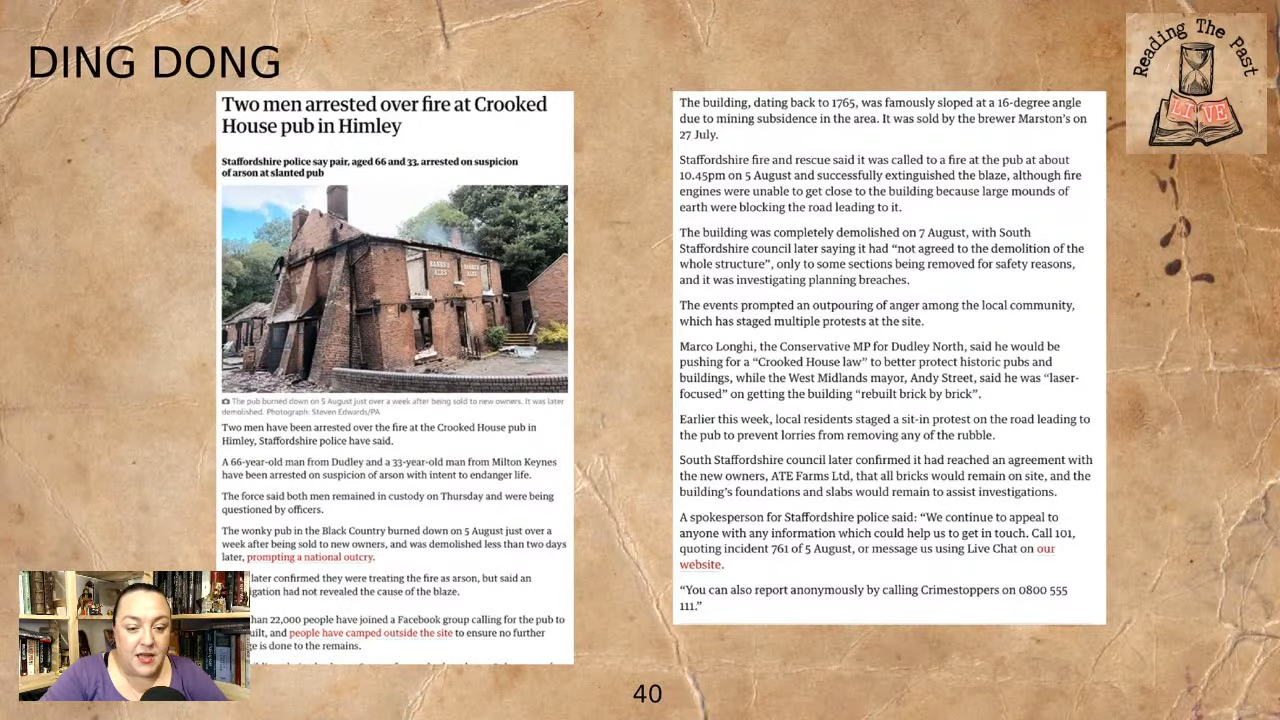 DING DONG
Reading The Past
LIVE
Two men arrested over fire at Crooked
House pub in Himley
Staffordshire police say pair, aged 66 and 33, arrested on suspicion
of arson at slanted pub
BANKS'S
ALES
The pub burned down on 5 August just over a week after being sold to new owners. It was later
demolished. Photograph: Steven Edwards/PA
Two men have been arrested over the fire at the Crooked House pub in
Himley, Staffordshire police have said.
A 66-year-old man from Dudley and a 33-year-old man from Milton Keynes
have been arrested on suspicion of arson with intent to endanger life.
The force said both men remained in custody on Thursday and were being
questioned by officers.
The wonky pub in the Black Country burned down on 5 August just over a
week after being sold to new owners, and was demolished less than two days
later, prompting a national outcry.
later confirmed they were treating the fire as arson, but said an
had not revealed the cause of the blaze.
22,000 people have joined a Facebook group calling for the pub to
and people have camped outside the site to ensure no further
is done to the remains.
The building, dating back to 1765, was famously sloped at a 16-degree angle
due to mining subsidence in the area. It was sold by the brewer Marston's on
27 July.
Staffordshire fire and rescue said it was called to a fire at the pub at about
10.45pm on 5 August and successfully extinguished the blaze, although fire
engines were unable to get close to the building because large mounds of
earth were blocking the road leading to it.
The building was completely demolished on 7 August, with South
Staffordshire council later saying it had “not agreed to the demolition of the
whole structure”, only to some sections being removed for safety reasons,
and it was investigating planning breaches.
The events prompted an outpouring of anger among the local community,
which has staged multiple protests at the site.
Marco Longhi, the Conservative MP for Dudley North, said he would be
pushing for a “Crooked House law” to better protect historic pubs and
buildings, while the West Midlands mayor, Andy Street, said he was “laser-
focused” on getting the building “rebuilt brick by brick”.
Earlier this week, local residents staged a sit-in protest on the road leading to
the pub to prevent lorries from removing any of the rubble.
South Staffordshire council later confirmed it had reached an agreement with
the new owners, ATE Farms Ltd, that all bricks would remain on site, and the
building's foundations and slabs would remain to assist investigations.
A spokesperson for Staffordshire police said: “We continue to appeal to
anyone with any information which could help us to get in touch. Call 101,
quoting incident 761 of 5 August, or message us using Live Chat on our
website.
“You can also report anonymously by calling Crimestoppers on 0800 555
111.”
40